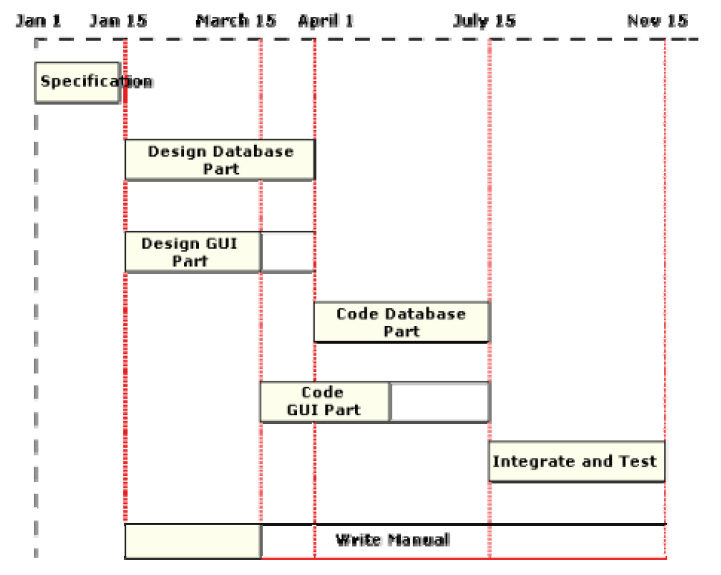 Jan 1 Jan 15 March 15 April 1 July 15 Nov 15
Specification
Design Database
Part
Design GUI
Part
Code Database
Part
Code
GUI Part
Integrate and Test
Write Manual